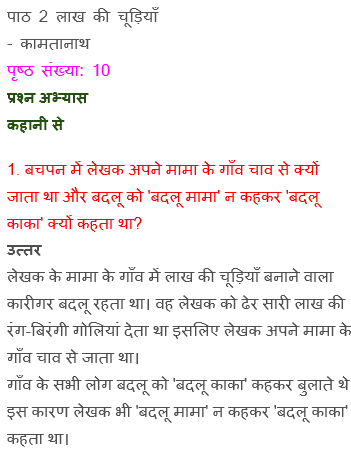 पाठ 2 लाख की चूड़ियाँ
- कामतानाथ
पृष्ठ संख्या: 10
प्रश्न अभ्यास
कहानी से
1. बचपन में लेखक अपने मामा के गाँव चाव से क्यों
जाता था और बदलू को 'बदलू मामा' न कहकर 'बदलू
काका' क्यों कहता था?
उत्तर
लेखक के मामा के गाँव में लाख की चूड़ियाँ बनाने वाला
कारीगर बदलू रहता था। वह लेखक को ढेर सारी लाख की
रंग-बिरंगी गोलियां देता था इसलिए लेखक अपने मामा के
गाँव चाव से जाता था।
गाँव के सभी लोग बदलू को 'बदलू काका' कहकर बुलाते थे
इस कारण लेखक भी 'बदलू मामा' न कहकर 'बदलू काका'
कहता था।